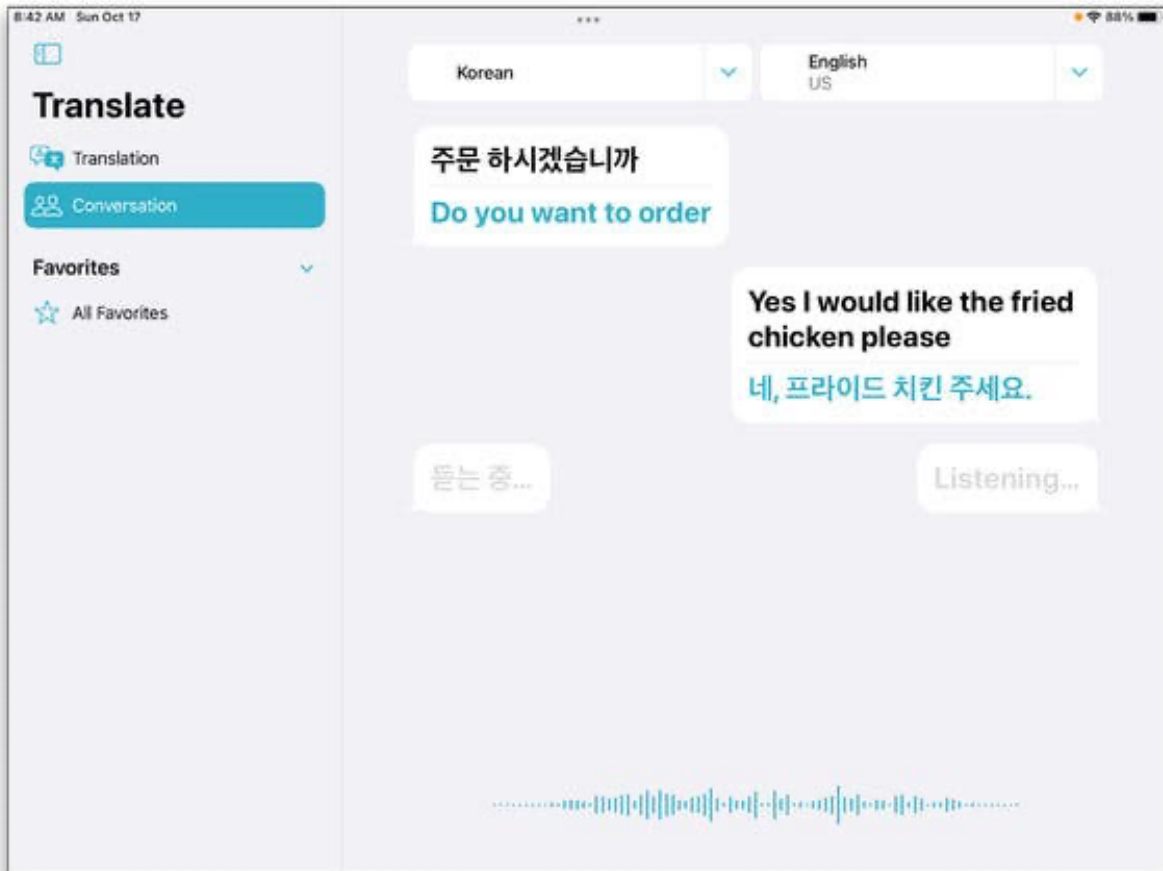 8:42 AM Sun Oct 17
88%
Translate
Translation
Conversation
Favorites
All Favorites
Korean
English
US
주문 하시겠습니까
Do you want to order
Yes I would like the fried
chicken please
네, 프라이드 치킨 주세요.
듣는 중...
Listening...